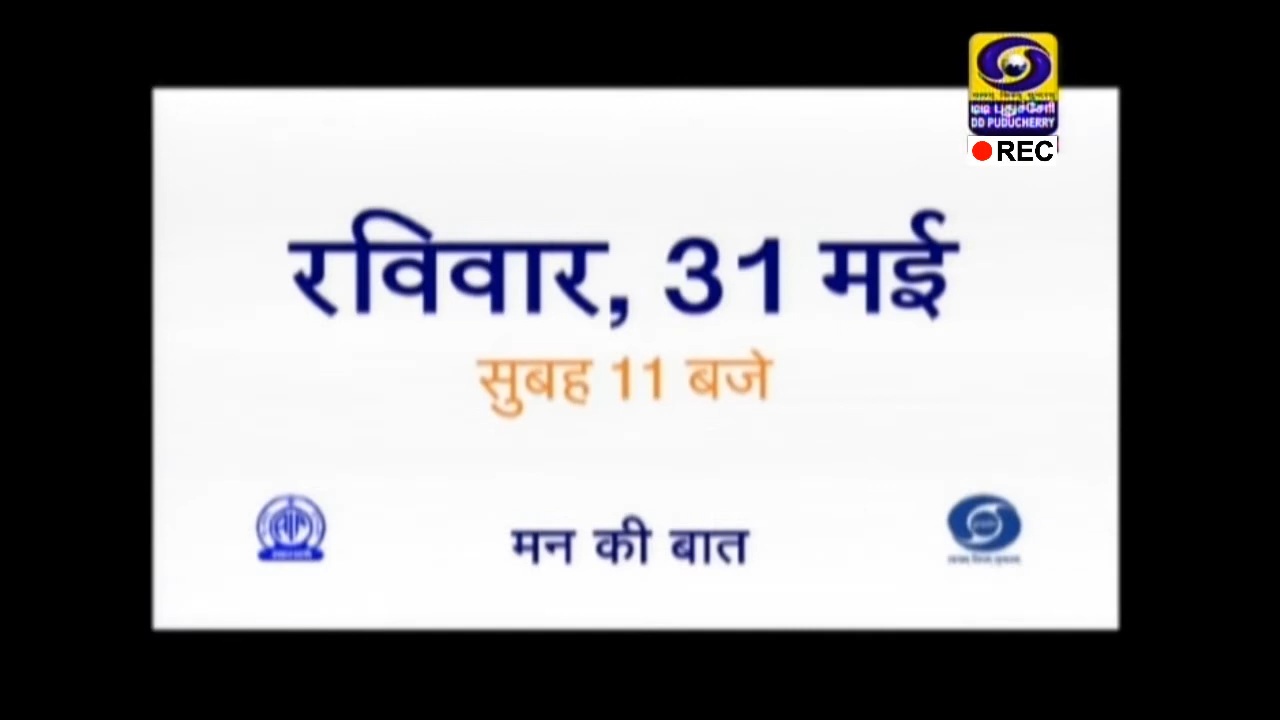 டிடி புதுச்சேரி
DD PUDUCHERRY
REC
रविवार, 31 मई
सुबह 11 बजे
मन की बात